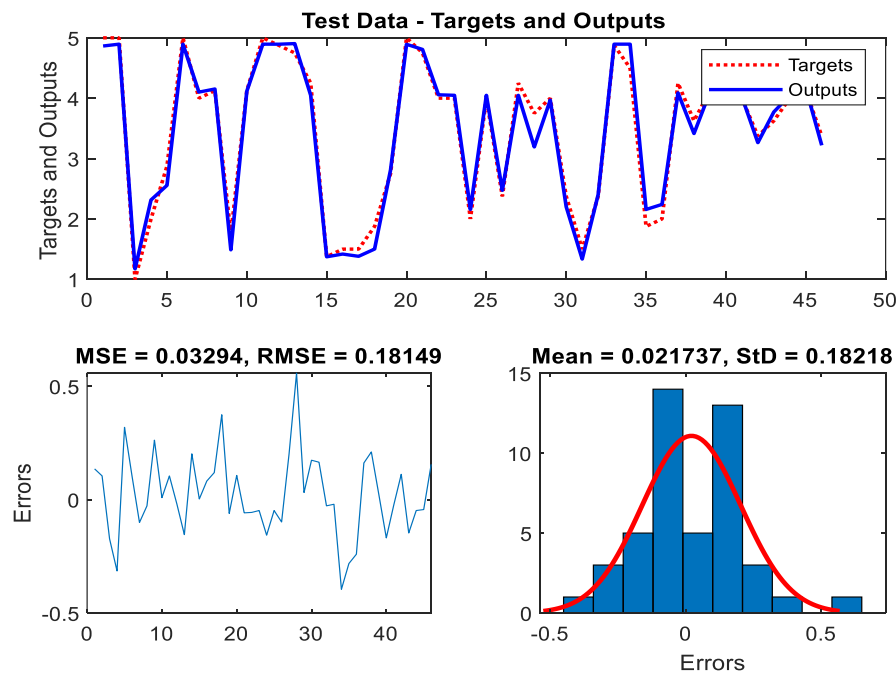 Test Data - Targets and Outputs
Targets and Outputs
5
4
3
2
1
0 5 10 15 20 25 30 35 40 45 50
Targets
Outputs
MSE = 0.03294, RMSE = 0.18149
Errors
0.5
0
-0.5
0 10 20 30 40
Mean = 0.021737, StD = 0.18218
15
10
5
0
-0.5 0 0.5
Errors